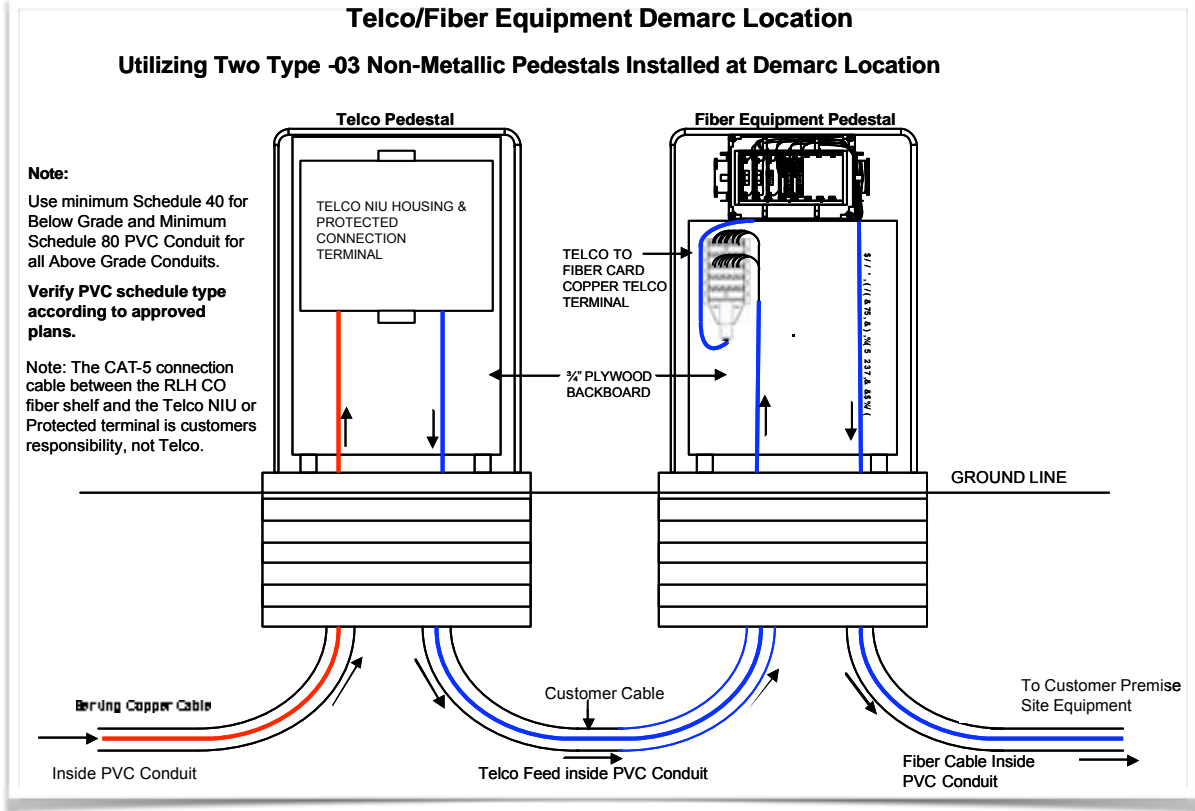 Telco/Fiber Equipment Demarc Location
Utilizing Two Type -03 Non-Metallic Pedestals Installed at Demarc Location
Telco Pedestal
Fiber Equipment Pedestal
Note:
Use minimum Schedule 40 for
Below Grade and Minimum
Schedule 80 PVC Conduit for
all Above Grade Conduits.
Verify PVC schedule type
according to approved
plans.
Note: The CAT-5 connection
cable between the RLH CO
fiber shelf and the Telco NIU or
Protected terminal is customers
responsibility, not Telco.
TELCO NIU HOUSING &
PROTECTED
CONNECTION
TERMINAL
TELCO TO
FIBER CARD
COPPER TELCO
TERMINAL
¾" PLYWOOD
BACKBOARD
GROUND LINE
Serving Copper Cable
Inside PVC Conduit
Customer Cable
Telco Feed inside PVC Conduit
To Customer Premise
Site Equipment
Fiber Cable Inside
PVC Conduit